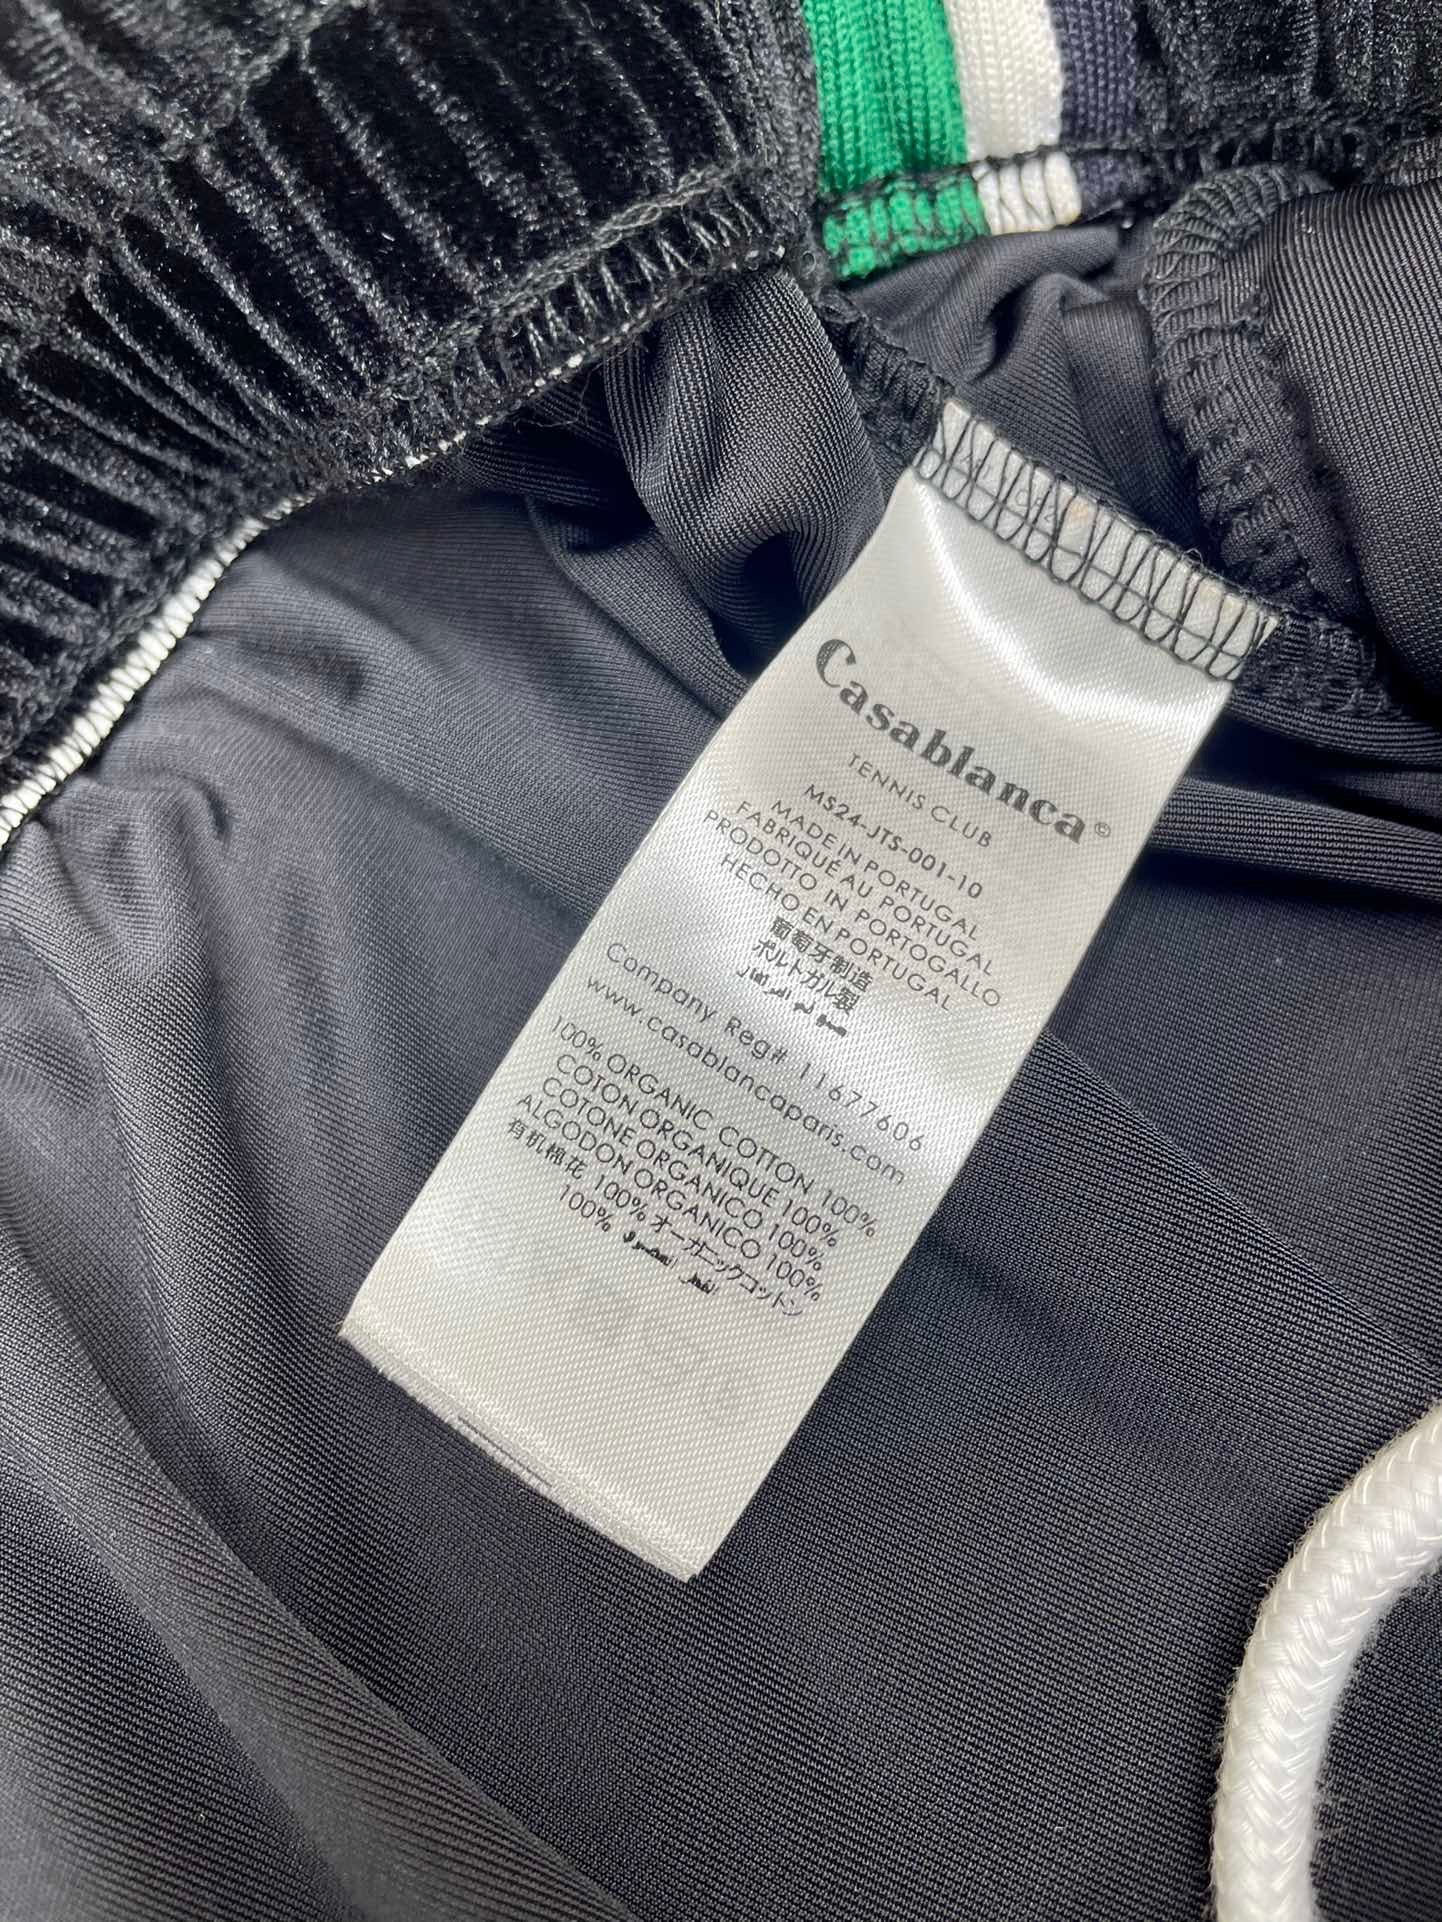 Casablanca©
TENNIS CLUB
MS24-JTS-001-10
MADE IN PORTUGAL
FABRIQUÉ AU PORTUGAL
PRODOTTO IN PORTOGALLO
HECHO EN PORTUGAL
葡萄牙制造
ポルトガル製
Company Reg# 11677606
www.casablancaparis.com
100% ORGANIC COTTON 100%
COTON ORGANIQUE 100%
COTONE ORGANICO 100%
ALGODON ORGANICO 100%
有机棉花 100% オーガニックコットン
100%